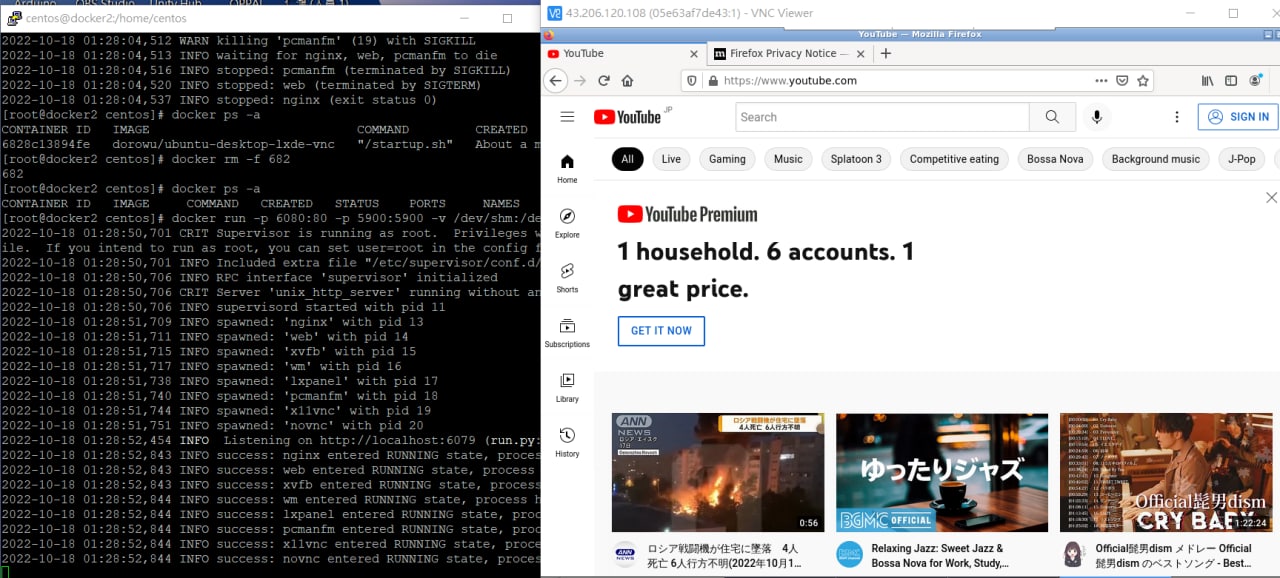 centos@docker2:/home/centos
2022-10-18 01:28:04,512 WARN killing 'pcmanfm' (19) with SIGKILL
2022-10-18 01:28:04,513 INFO waiting for nginx, web, pcmanfm to die
2022-10-18 01:28:04,516 INFO stopped: pcmanfm (terminated by SIGKILL)
2022-10-18 01:28:04,520 INFO stopped: web (terminated by SIGTERM)
2022-10-18 01:28:04,537 INFO stopped: nginx (exit status 0)
[root@docker2 centos]# docker ps -a
CONTAINER ID IMAGE COMMAND CREATED
6828c13894fe dorowu/ubuntu-desktop-lxde-vnc "/startup.sh" About a m
[root@docker2 centos]# docker rm -f 682
682
[root@docker2 centos]# docker ps -a
CONTAINER ID IMAGE COMMAND CREATED STATUS PORTS NAMES
[root@docker2 centos]# docker run -p 6080:80 -p 5900:5900 -v /dev/shm:/de
2022-10-18 01:28:50,701 CRIT Supervisor is running as root. Privileges w
ile. If you intend to run as root, you can set user=root in the config f
2022-10-18 01:28:50,701 INFO Included extra file "/etc/supervisor/conf.d/
2022-10-18 01:28:50,706 INFO RPC interface 'supervisor' initialized
2022-10-18 01:28:50,706 CRIT Server 'unix_http_server' running without an
2022-10-18 01:28:50,706 INFO supervisord started with pid 11
2022-10-18 01:28:51,709 INFO spawned: 'nginx' with pid 13
2022-10-18 01:28:51,711 INFO spawned: 'web' with pid 14
2022-10-18 01:28:51,715 INFO spawned: 'xvfb' with pid 15
2022-10-18 01:28:51,717 INFO spawned: 'wm' with pid 16
2022-10-18 01:28:51,738 INFO spawned: 'lxpanel' with pid 17
2022-10-18 01:28:51,740 INFO spawned: 'pcmanfm' with pid 18
2022-10-18 01:28:51,744 INFO spawned: 'x11vnc' with pid 19
2022-10-18 01:28:51,751 INFO spawned: 'novnc' with pid 20
2022-10-18 01:28:52,454 INFO Listening on http://localhost:6079 (run.py:
2022-10-18 01:28:52,843 INFO success: nginx entered RUNNING state, proces
2022-10-18 01:28:52,843 INFO success: web entered RUNNING state, process
2022-10-18 01:28:52,843 INFO success: xvfb entered RUNNING state, process
2022-10-18 01:28:52,844 INFO success: wm entered RUNNING state, process h
2022-10-18 01:28:52,844 INFO success: lxpanel entered RUNNING state, proc
2022-10-18 01:28:52,844 INFO success: pcmanfm entered RUNNING state, proc
2022-10-18 01:28:52,844 INFO success: x11vnc entered RUNNING state, proce
2022-10-18 01:28:52,844 INFO success: novnc entered RUNNING state, proces
43.206.120.108 (05e63af7de43:1) - VNC Viewer
YouTube — Mozilla Firefox
YouTube
Firefox Privacy Notice —
https://www.youtube.com
YouTube JP
Search
SIGN IN
All Live Gaming Music Splatoon 3 Competitive eating Bossa Nova Background music J-Pop
Home
Explore
Shorts
Subscriptions
Library
History
YouTube Premium
1 household. 6 accounts. 1
great price.
GET IT NOW
ANN
NEWS
ロシア戦闘機が住宅に墜落
4人死亡 6人行方不明
ロシア・エイスク
17日
0:56
ゆったりジャズ
BGMC OFFICIAL
Official髭男dism
CRY BABY
1:22:24
ANN
NEWS
ロシア戦闘機が住宅に墜落 4人
死亡 6人行方不明(2022年10月1...
Relaxing Jazz: Sweet Jazz &
Bossa Nova for Work, Study,...
Official髭男dism メドレー Official
髭男dism のベストソング - Best...